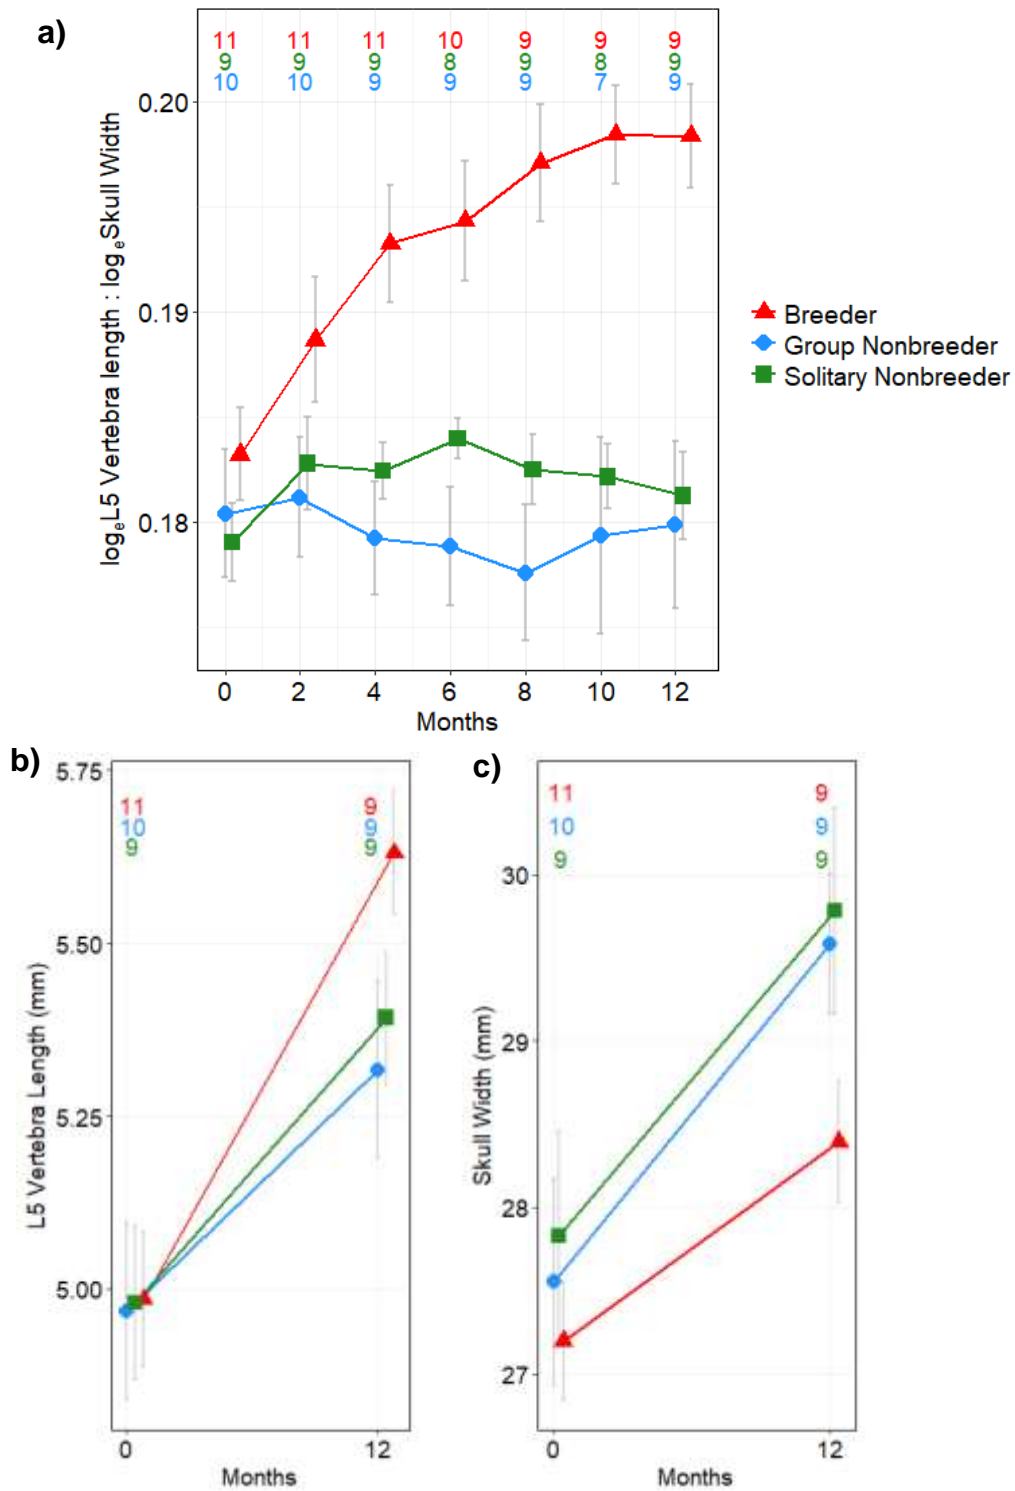 a)
11 11 11 10 9 9 9
9 9 9 8 9 8 9
10 10 9 9 9 7 9
0.20
0.19
0.18
logₑL5 Vertebra length : logₑSkull Width
0 2 4 6 8 10 12
Months
Breeder
Group Nonbreeder
Solitary Nonbreeder
b)
5.75
5.50
5.25
5.00
L5 Vertebra Length (mm)
11 9
10 9
9 9
0 12
Months
c)
30
29
28
27
Skull Width (mm)
11 9
10 9
9 9
0 12
Months